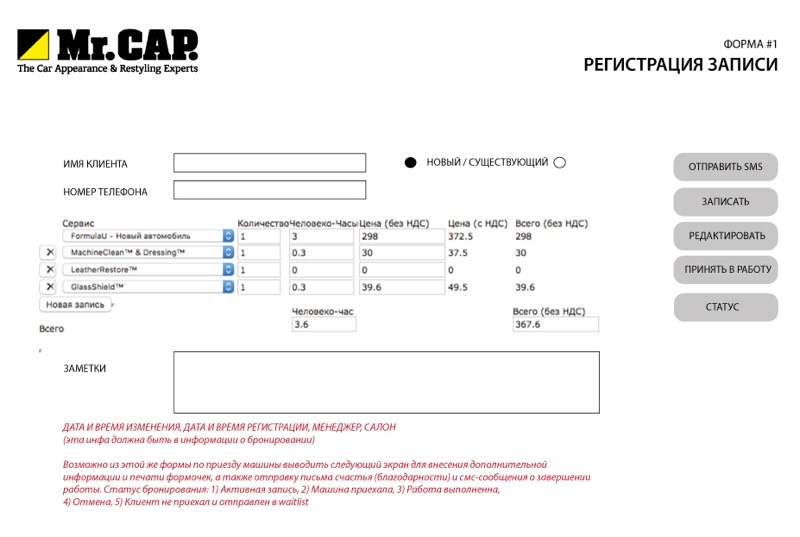 Mr. CAP.
The Car Appearance & Restyling Experts
ФОРМА #1
РЕГИСТРАЦИЯ ЗАПИСИ
ИМЯ КЛИЕНТА
НОВЫЙ / СУЩЕСТВУЮЩИЙ
ОТПРАВИТЬ SMS
НОМЕР ТЕЛЕФОНА
ЗАПИСАТЬ
Сервис Количество Человеко-Часы Цена (без НДС) Цена (с НДС) Всего (без НДС)
FormulaU - Новый автомобиль 1 3 298 372.5 298
РЕДАКТИРОВАТЬ
X MachineClean™ & Dressing™ 1 0.3 30 37.5 30
X LeatherRestore™ 1 0 0 0 0
ПРИНЯТЬ В РАБОТУ
X GlassShield™ 1 0.3 39.6 49.5 39.6
Новая запись
СТАТУС
Человеко-час Всего (без НДС)
Всего 3.6 367.6
ЗАМЕТКИ
ДАТА И ВРЕМЯ ИЗМЕНЕНИЯ, ДАТА И ВРЕМЯ РЕГИСТРАЦИИ, МЕНЕДЖЕР, САЛОН
(эта инфа должна быть в информации о бронировании)
Возможно из этой же формы по приезду машины выводить следующий экран для внесения дополнительной
информации и печати формочек, а также отправку письма счастья (благодарности) и смс-сообщения о завершении
работы. Статус бронирования: 1) Активная запись, 2) Машина приехала, 3) Работа выполненна,
4) Отмена, 5) Клиент не приехал и отправлен в waitlist